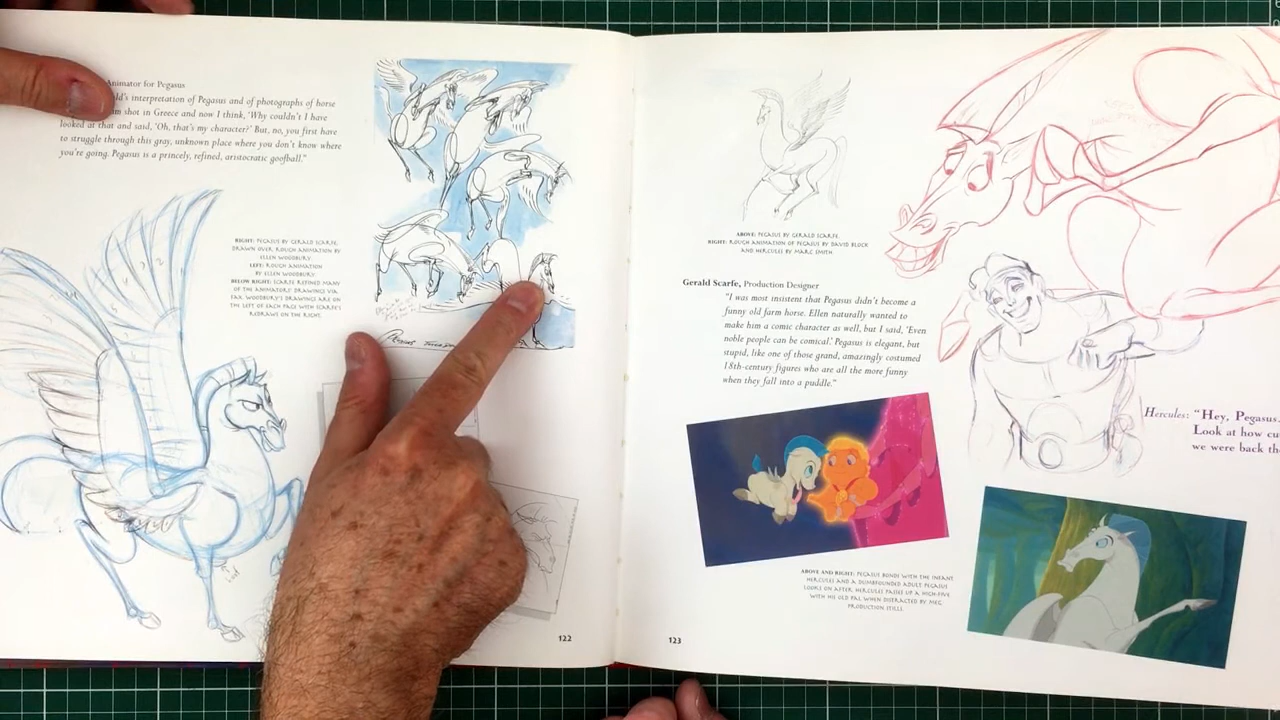 Animator for Pegasus
ld's interpretation of Pegasus and of photographs of horse
m shot in Greece and now I think, 'Why couldn't I have
looked at that and said, 'Oh, that's my character?' But, no, you first have
to struggle through this gray, unknown place where you don't know where
you're going. Pegasus is a princely, refined, aristocratic goofball."
RIGHT: PEGASUS BY GERALD SCARFE,
DRAWN OVER ROUGH ANIMATION BY
ELLEN WOODBURY.
LEFT: ROUGH ANIMATION
BY ELLEN WOODBURY.
BELOW RIGHT: SCARFE REFINED MANY
OF THE ANIMATORS' DRAWINGS VIA
FAX. WOODBURY'S DRAWINGS ARE ON
THE LEFT OF EACH PAGE WITH SCARFE'S
REDRAWS ON THE RIGHT.
122
ABOVE: PEGASUS BY GERALD SCARFE.
RIGHT: ROUGH ANIMATION OF PEGASUS BY DAVID BLOCK
AND HERCULES BY MARC SMITH
Gerald Scarfe, Production Designer
"I was most insistent that Pegasus didn't become a
funny old farm horse. Ellen naturally wanted to
make him a comic character as well, but I said, 'Even
noble people can be comical.' Pegasus is elegant, but
stupid, like one of those grand, amazingly costumed
18th-century figures who are all the more funny
when they fall into a puddle."
Hercules: "Hey, Pegasus.
Look at how cu
we were back th
ABOVE AND RIGHT: PEGASUS BONDS WITH THE INFANT
HERCULES AND A DUMBFOUNDED ADULT PEGASUS
LOOKS ON AFTER HERCULES PASSES UP A HIGH-FIVE
WITH HIS OLD PAL WHEN DISTRACTED BY MEG.
PRODUCTION STILLS.
123